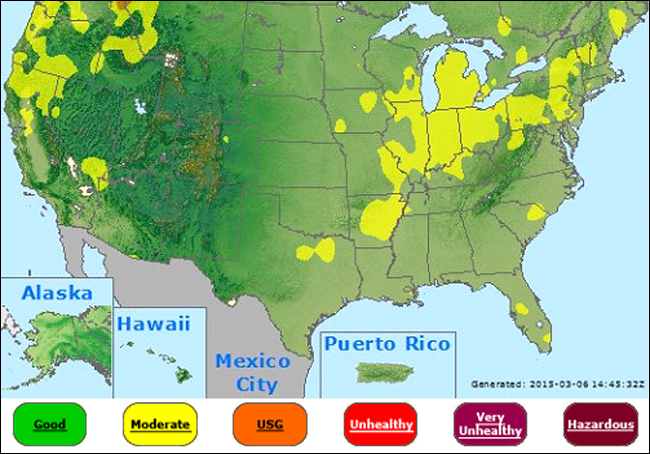 Alaska
Hawaii
Mexico
City
Puerto Rico
Generated: 2015-03-06 14:45:32Z
Good
Moderate
USG
Unhealthy
Very
Unhealthy
Hazardous